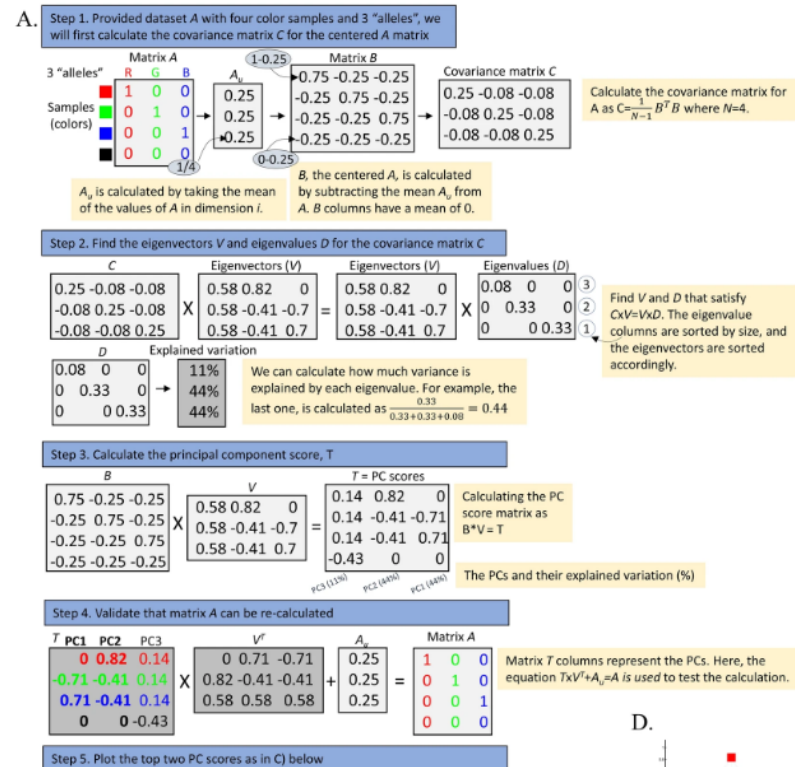 A.
Step 1. Provided dataset A with four color samples and 3 “alleles”, we
will first calculate the covariance matrix C for the centered A matrix
Matrix A
3 “alleles” R G B
Samples
(colors)
1 0 0
0 1 0
0 0 1
0 0 0
1/4
A_u
0.25
0.25
0.25
1-0.25
Matrix B
0.75 -0.25 -0.25
-0.25 0.75 -0.25
-0.25 -0.25 0.75
-0.25 -0.25 -0.25
0-0.25
Covariance matrix C
0.25 -0.08 -0.08
-0.08 0.25 -0.08
-0.08 -0.08 0.25
Calculate the covariance matrix for
A as C=1/(N−1) B^T B where N=4.
A_u is calculated by taking the mean
of the values of A in dimension i.
B, the centered A, is calculated
by subtracting the mean A_u from
A. B columns have a mean of 0.
Step 2. Find the eigenvectors V and eigenvalues D for the covariance matrix C
C
0.25 -0.08 -0.08
-0.08 0.25 -0.08
-0.08 -0.08 0.25
X
Eigenvectors (V)
0.58 0.82 0
0.58 -0.41 -0.7
0.58 -0.41 0.7
=
Eigenvectors (V)
0.58 0.82 0
0.58 -0.41 -0.7
0.58 -0.41 0.7
X
Eigenvalues (D)
0.08 0 0 3
0 0.33 0 2
0 0 0.33 1
Find V and D that satisfy
CxV=VxD. The eigenvalue
columns are sorted by size, and
the eigenvectors are sorted
accordingly.
D
0.08 0 0
0 0.33 0
0 0 0.33
Explained variation
11%
44%
44%
We can calculate how much variance is
explained by each eigenvalue. For example, the
last one, is calculated as 0.33/(0.33+0.33+0.08) = 0.44
Step 3. Calculate the principal component score, T
B
0.75 -0.25 -0.25
-0.25 0.75 -0.25
-0.25 -0.25 0.75
-0.25 -0.25 -0.25
X
V
0.58 0.82 0
0.58 -0.41 -0.7
0.58 -0.41 0.7
=
T = PC scores
0.14 0.82 0
0.14 -0.41 -0.71
0.14 -0.41 0.71
-0.43 0 0
PC3 (11%) PC2 (44%) PC1 (44%)
Calculating the PC
score matrix as
B*V = T
The PCs and their explained variation (%)
Step 4. Validate that matrix A can be re-calculated
T PC1 PC2 PC3
0 0.82 0.14
-0.71 -0.41 0.14
0.71 -0.41 0.14
0 0 -0.43
X
V^T
0 0.71 -0.71
0.82 -0.41 -0.41
0.58 0.58 0.58
+
A_u
0.25
0.25
0.25
=
Matrix A
1 0 0
0 1 0
0 0 1
0 0 0
Matrix T columns represent the PCs. Here, the
equation TxV^T+A_u=A is used to test the calculation.
D.
Step 5. Plot the top two PC scores as in C) below